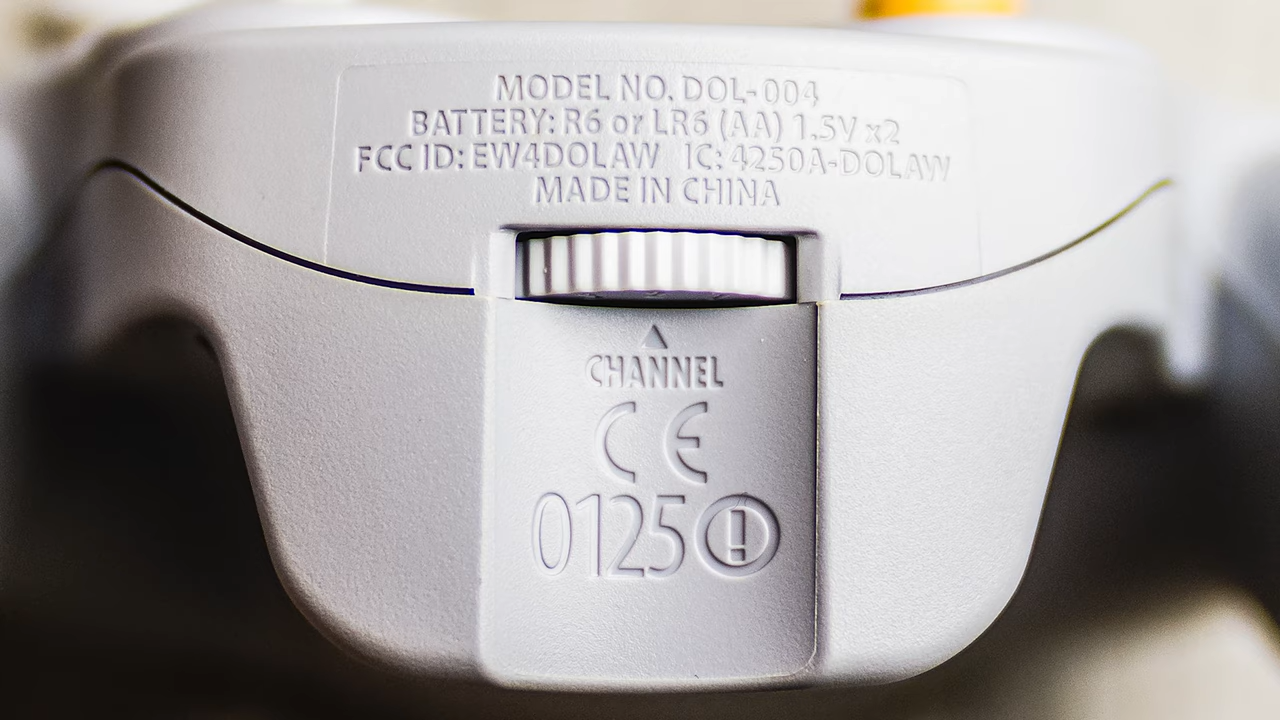 MODEL NO. DOL-004
BATTERY: R6 or LR6 (AA) 1.5V x2
FCC ID: EW4DOLAW IC: 4250A-DOLAW
MADE IN CHINA
CHANNEL
CE
0125